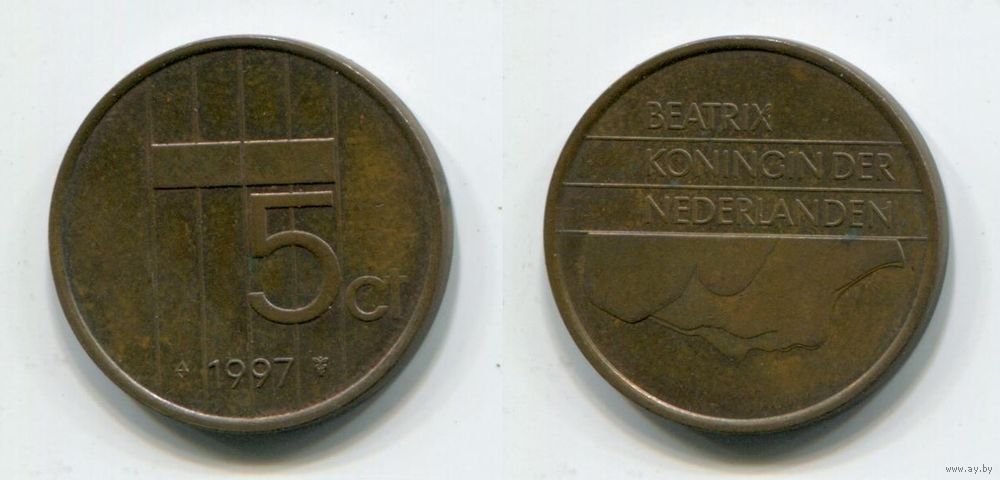 5 ct
1997
BEATRIX
KONINGIN DER
NEDERLANDEN
www.ay.by